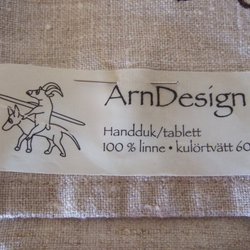 ArnDesign
Handduk/tablett
100 % linne • kulörtvätt 60